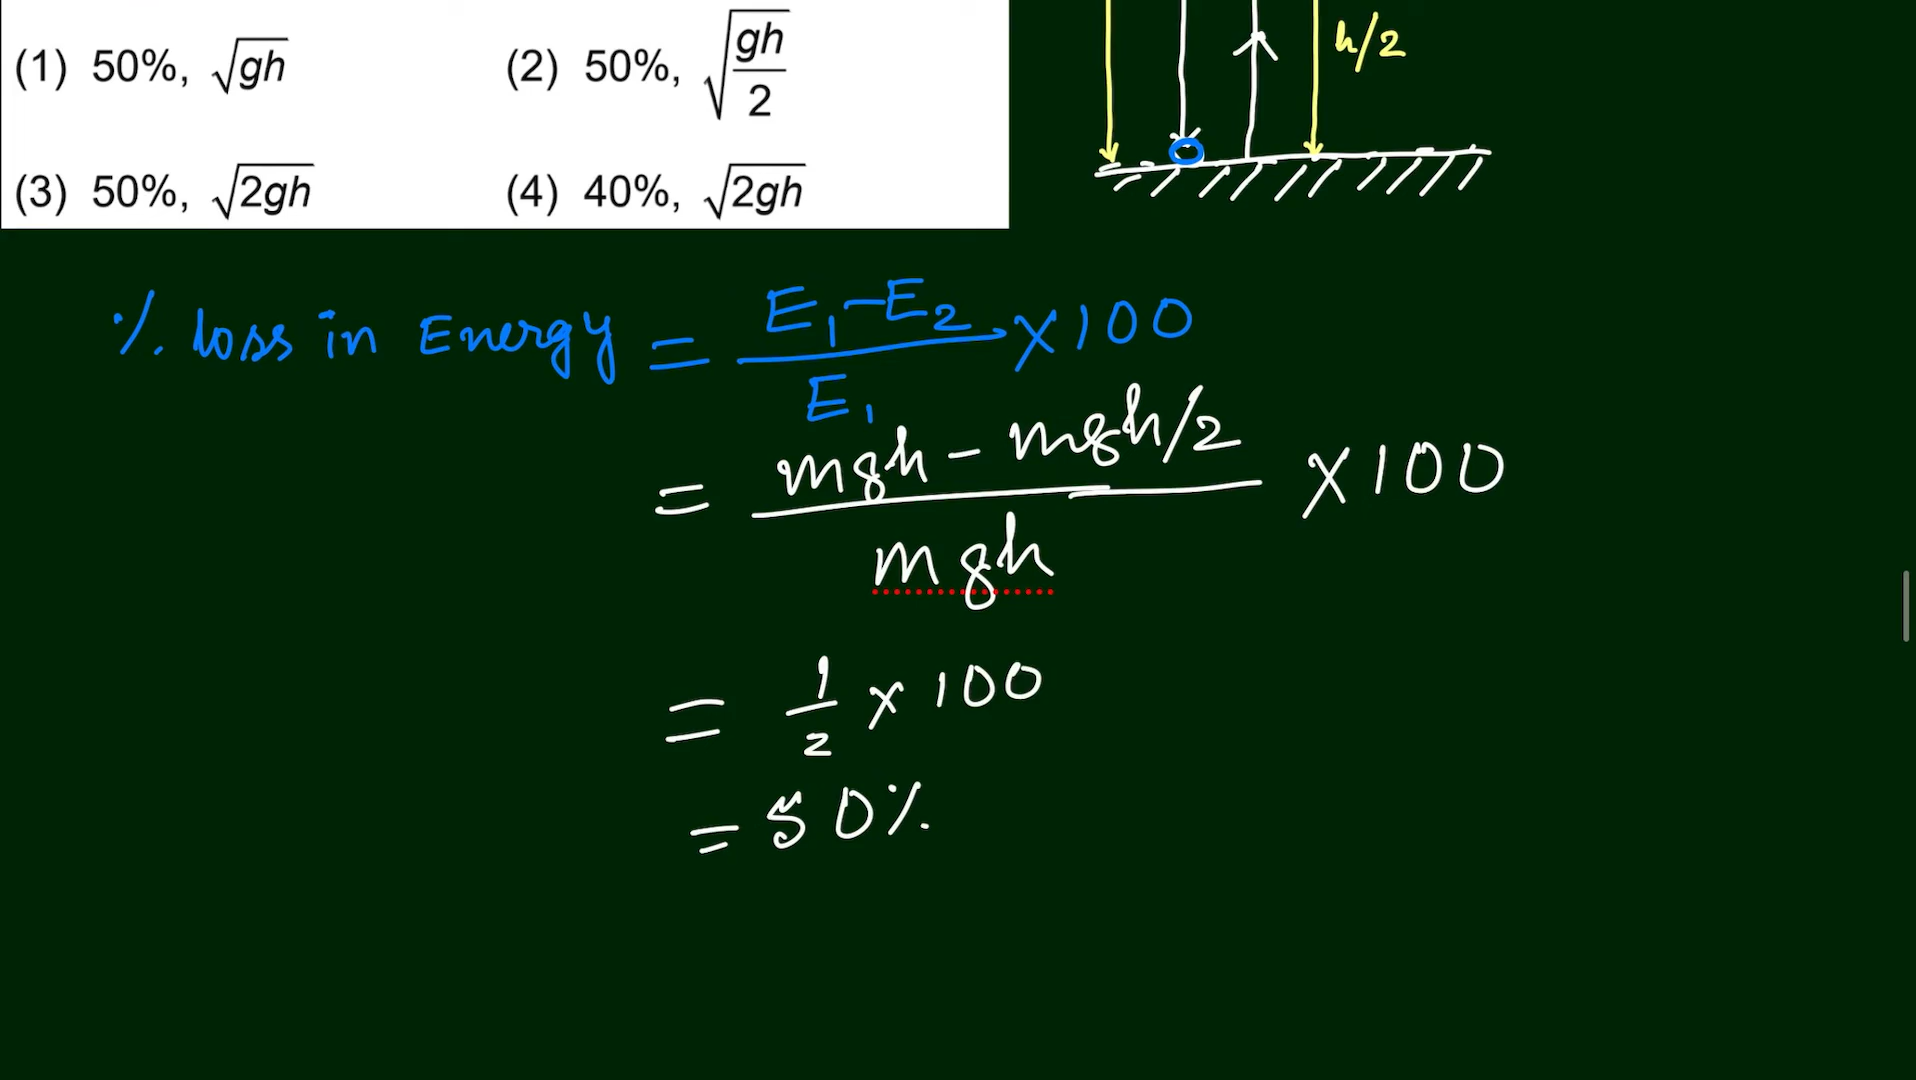 (1) 50%, √gh (2) 50%, √(gh/2)
h/2
(3) 50%, √2gh (4) 40%, √2gh
% loss in Energy = (E₁-E₂)/E₁ × 100
= (mgh - mgh/2)/mgh × 100
= 1/2 × 100
= 50%